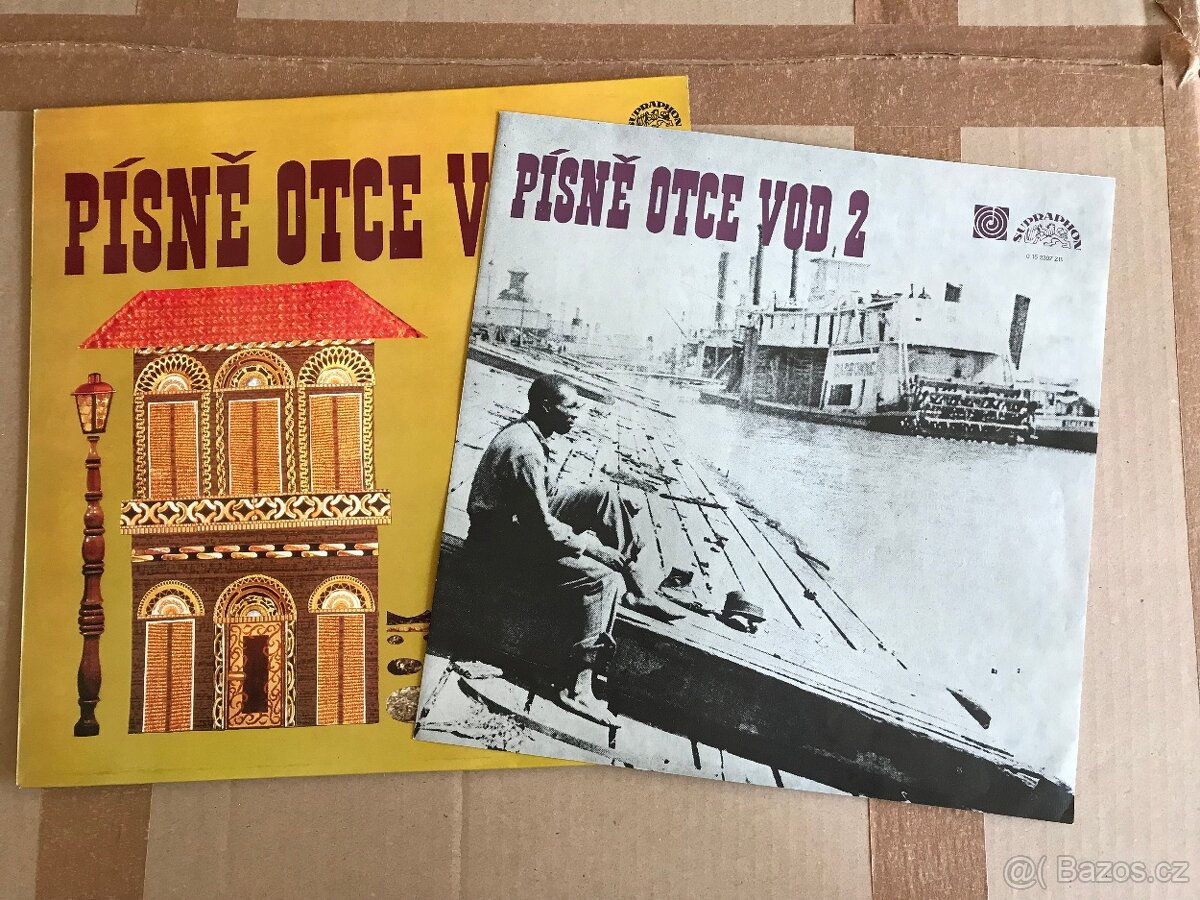 SUPRAPHON
PÍSNĚ OTCE V
PÍSNĚ OTCE VOD 2
SUPRAPHON
@( Bazos.cz